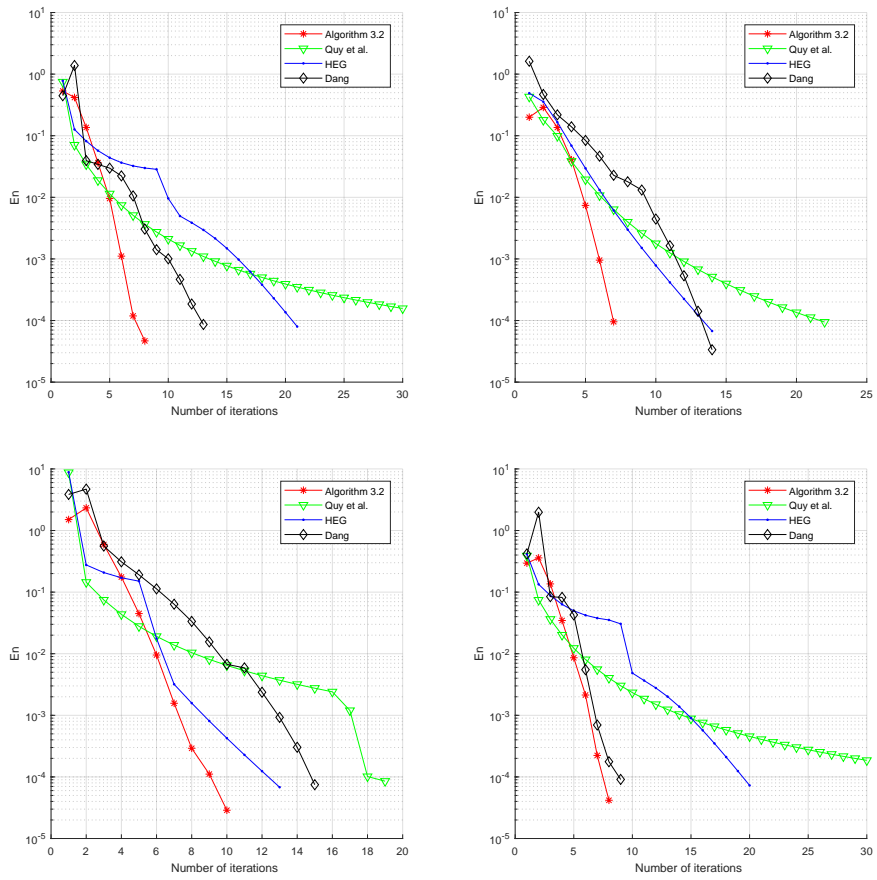 10^1
10^0
10^-1
10^-2
10^-3
10^-4
10^-5
En
5 10 15 20 25 30
Number of iterations
Algorithm 3.2
Quy et al.
HEG
Dang
10^1
10^0
10^-1
10^-2
10^-3
10^-4
10^-5
En
0 5 10 15 20 25
Number of iterations
Algorithm 3.2
Quy et al.
HEG
Dang
10^1
10^0
10^-1
10^-2
10^-3
10^-4
10^-5
En
0 2 4 6 8 10 12 14 16 18 20
Number of iterations
Algorithm 3.2
Quy et al.
HEG
Dang
10^1
10^0
10^-1
10^-2
10^-3
10^-4
10^-5
En
0 5 10 15 20 25 30
Number of iterations
Algorithm 3.2
Quy et al.
HEG
Dang